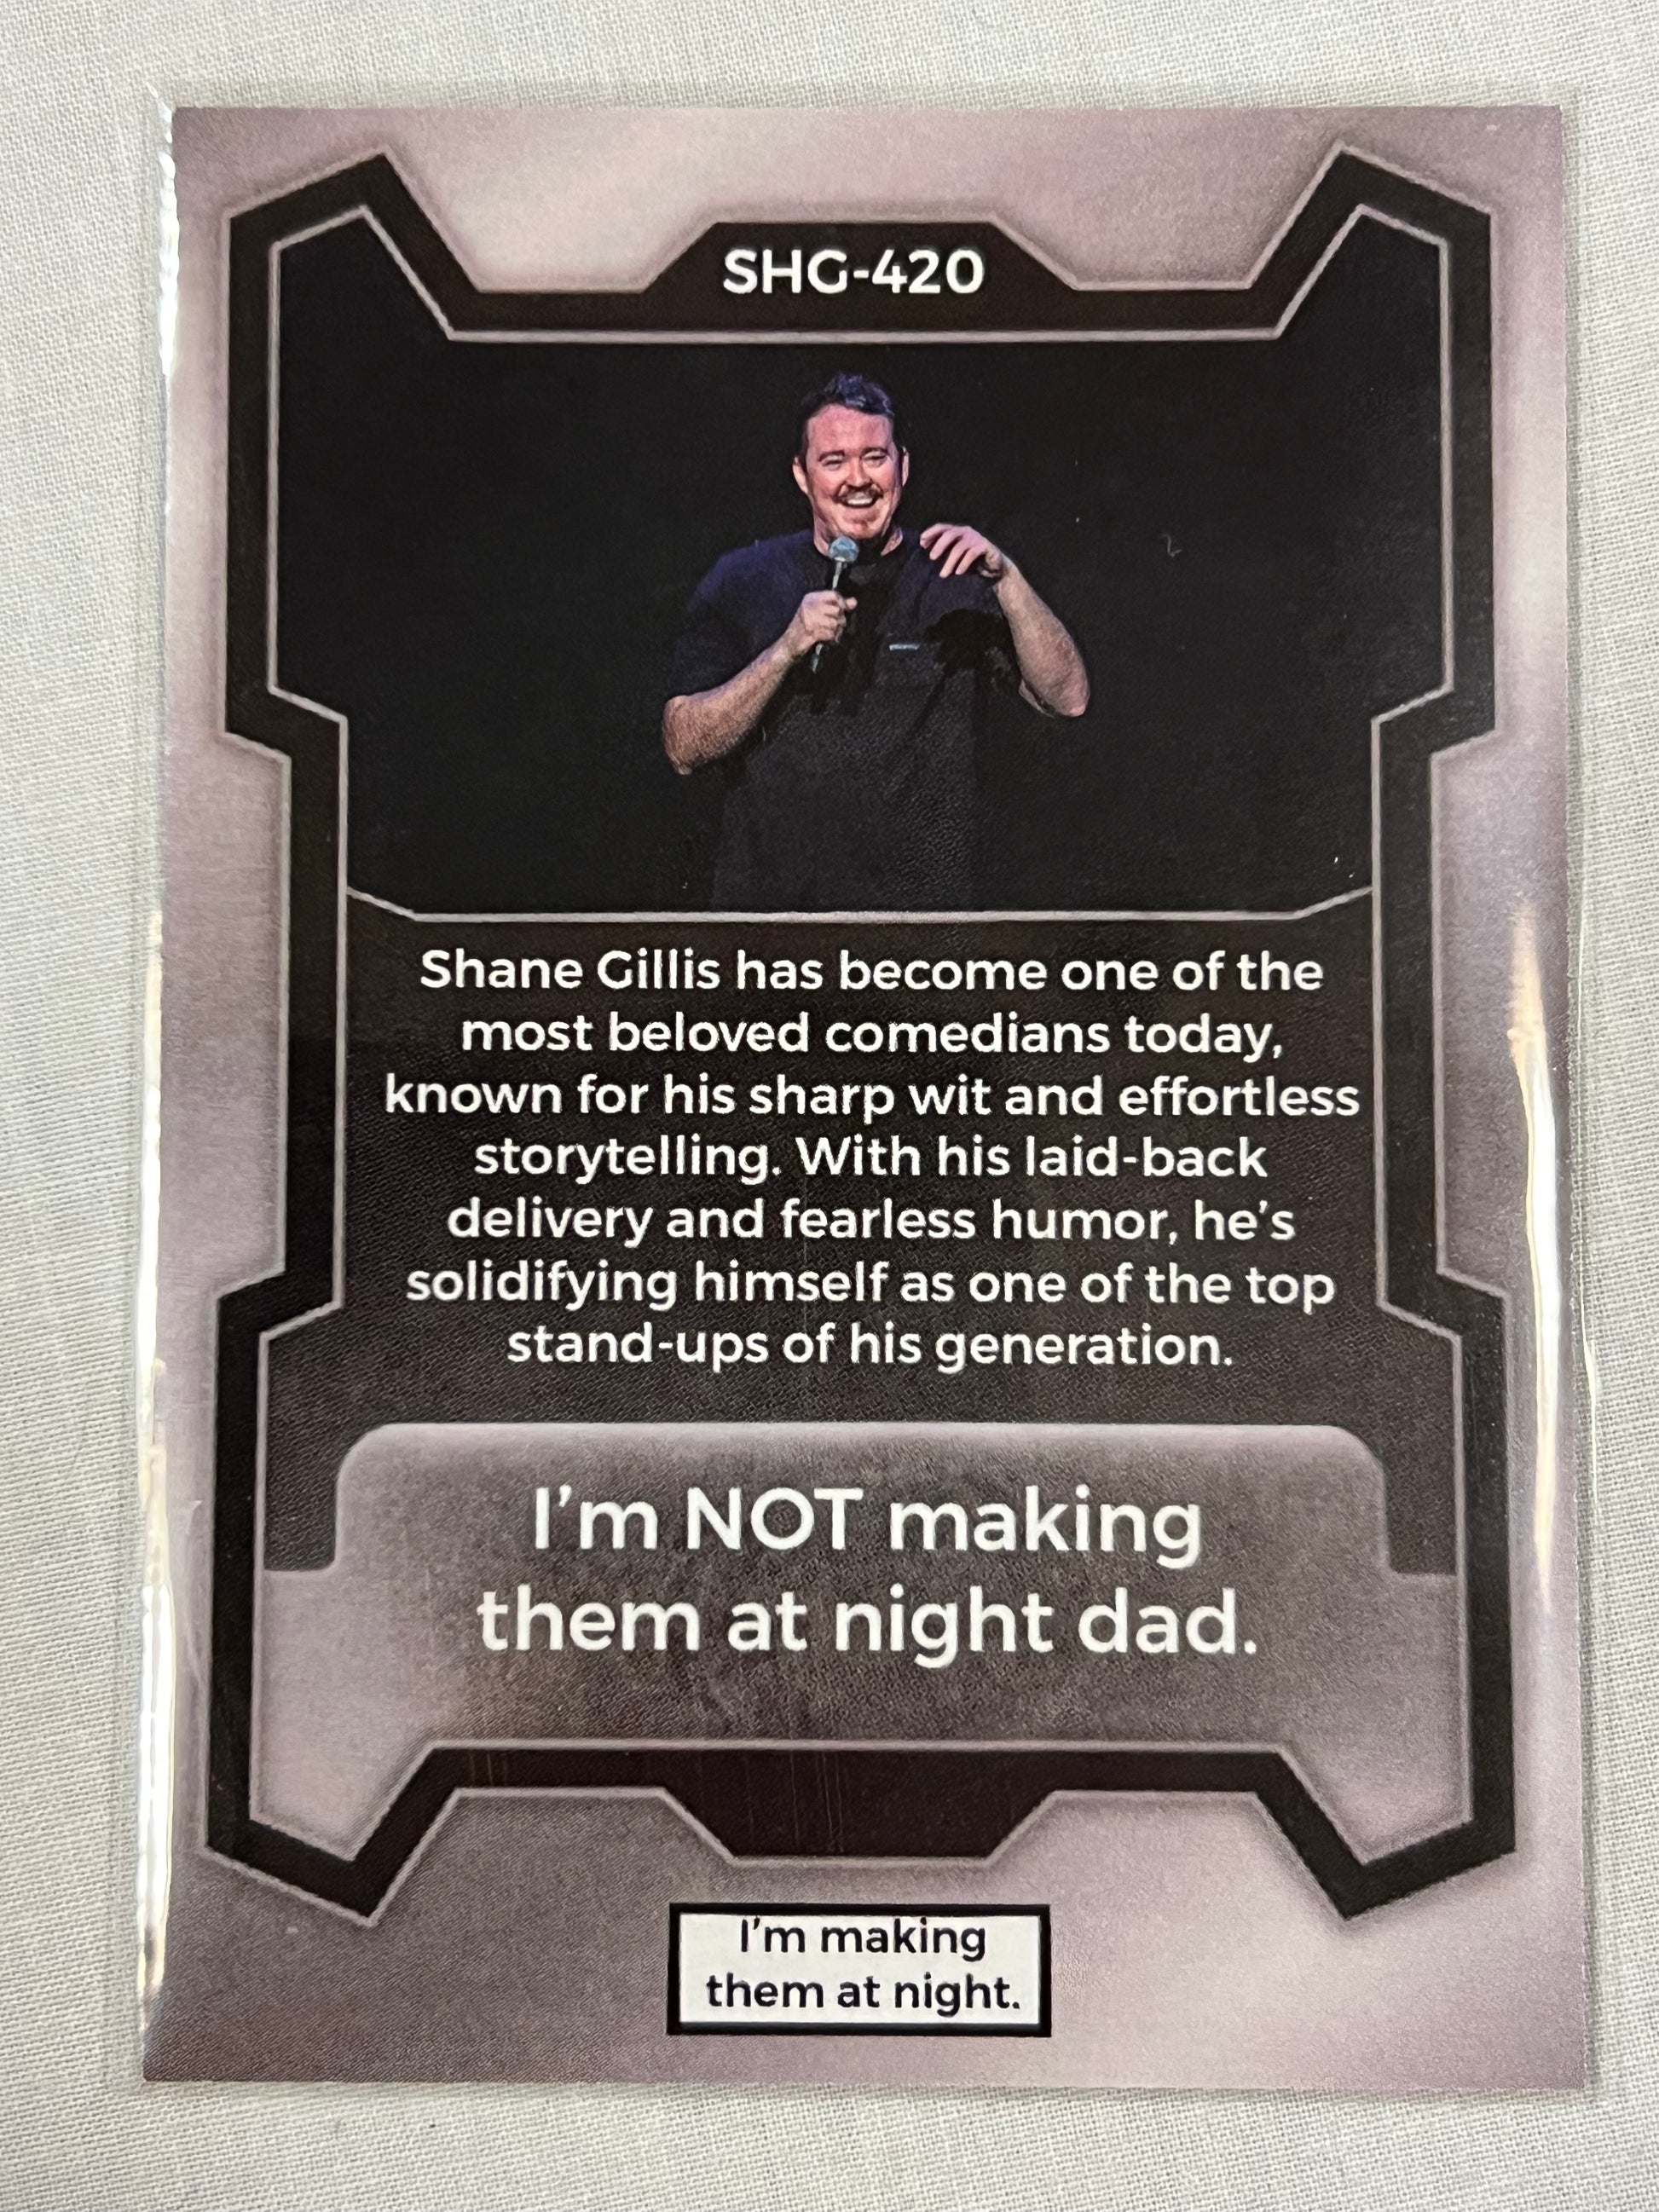 SHG-420
Shane Gillis has become one of the
most beloved comedians today,
known for his sharp wit and effortless
storytelling. With his laid-back
delivery and fearless humor, he's
solidifying himself as one of the top
stand-ups of his generation.
I'm NOT making
them at night dad.
I'm making
them at night.